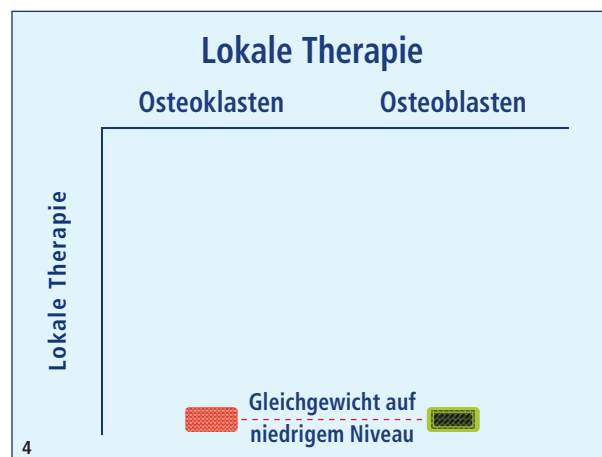 Lokale Therapie
Osteoklasten Osteoblasten
Lokale Therapie
Gleichgewicht auf
niedrigem Niveau
4